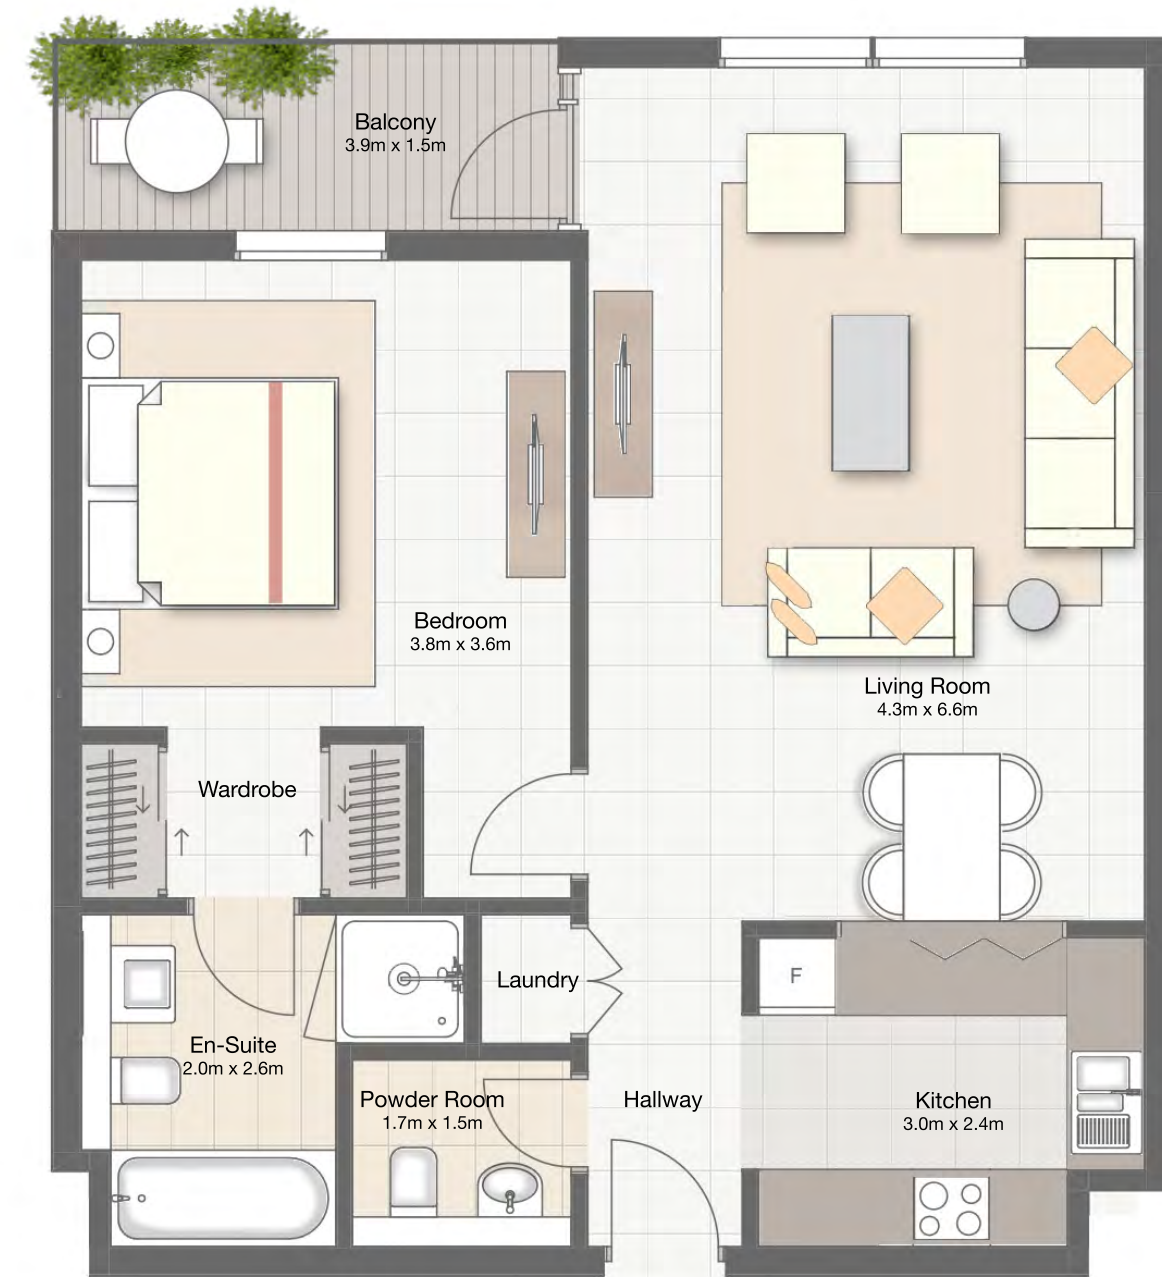 Balcony
3.9m x 1.5m
Bedroom
3.8m x 3.6m
Living Room
4.3m x 6.6m
Wardrobe
Laundry
F
En-Suite
2.0m x 2.6m
Powder Room
1.7m x 1.5m
Hallway
Kitchen
3.0m x 2.4m